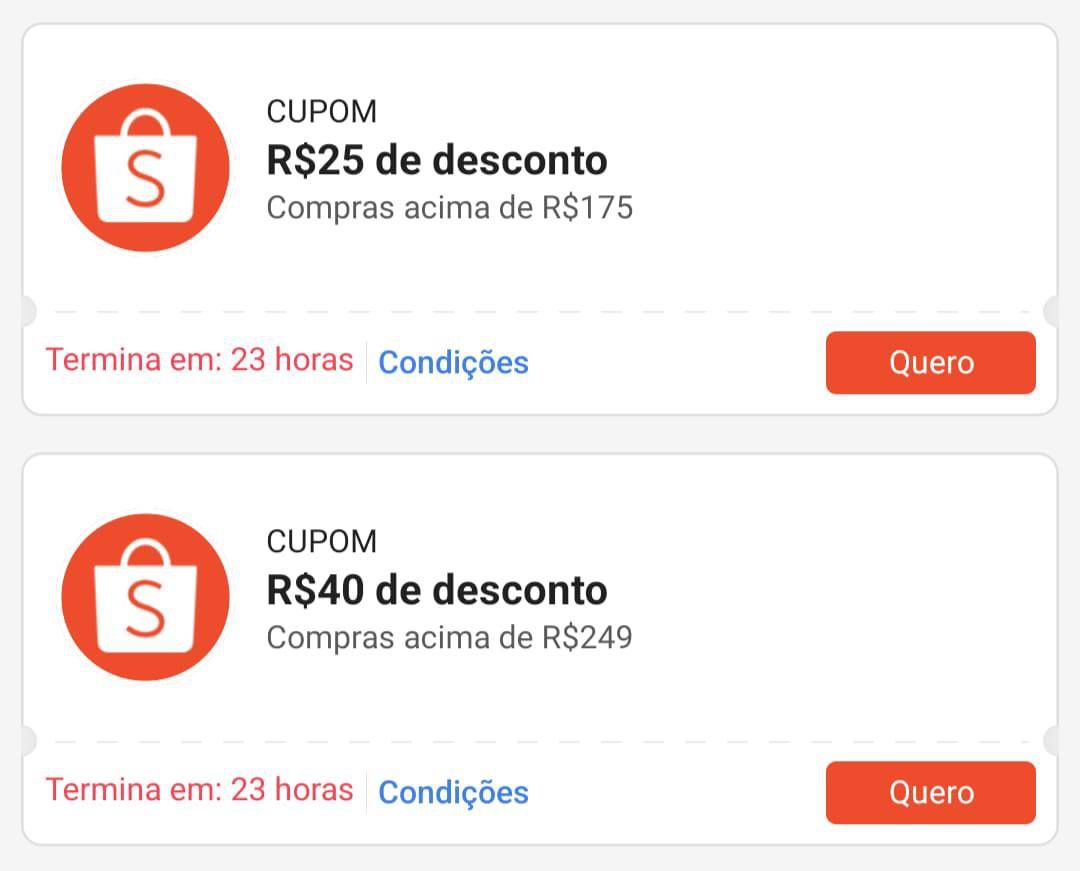 CUPOM
R$25 de desconto
Compras acima de R$175
Termina em: 23 horas Condições Quero
CUPOM
R$40 de desconto
Compras acima de R$249
Termina em: 23 horas Condições Quero